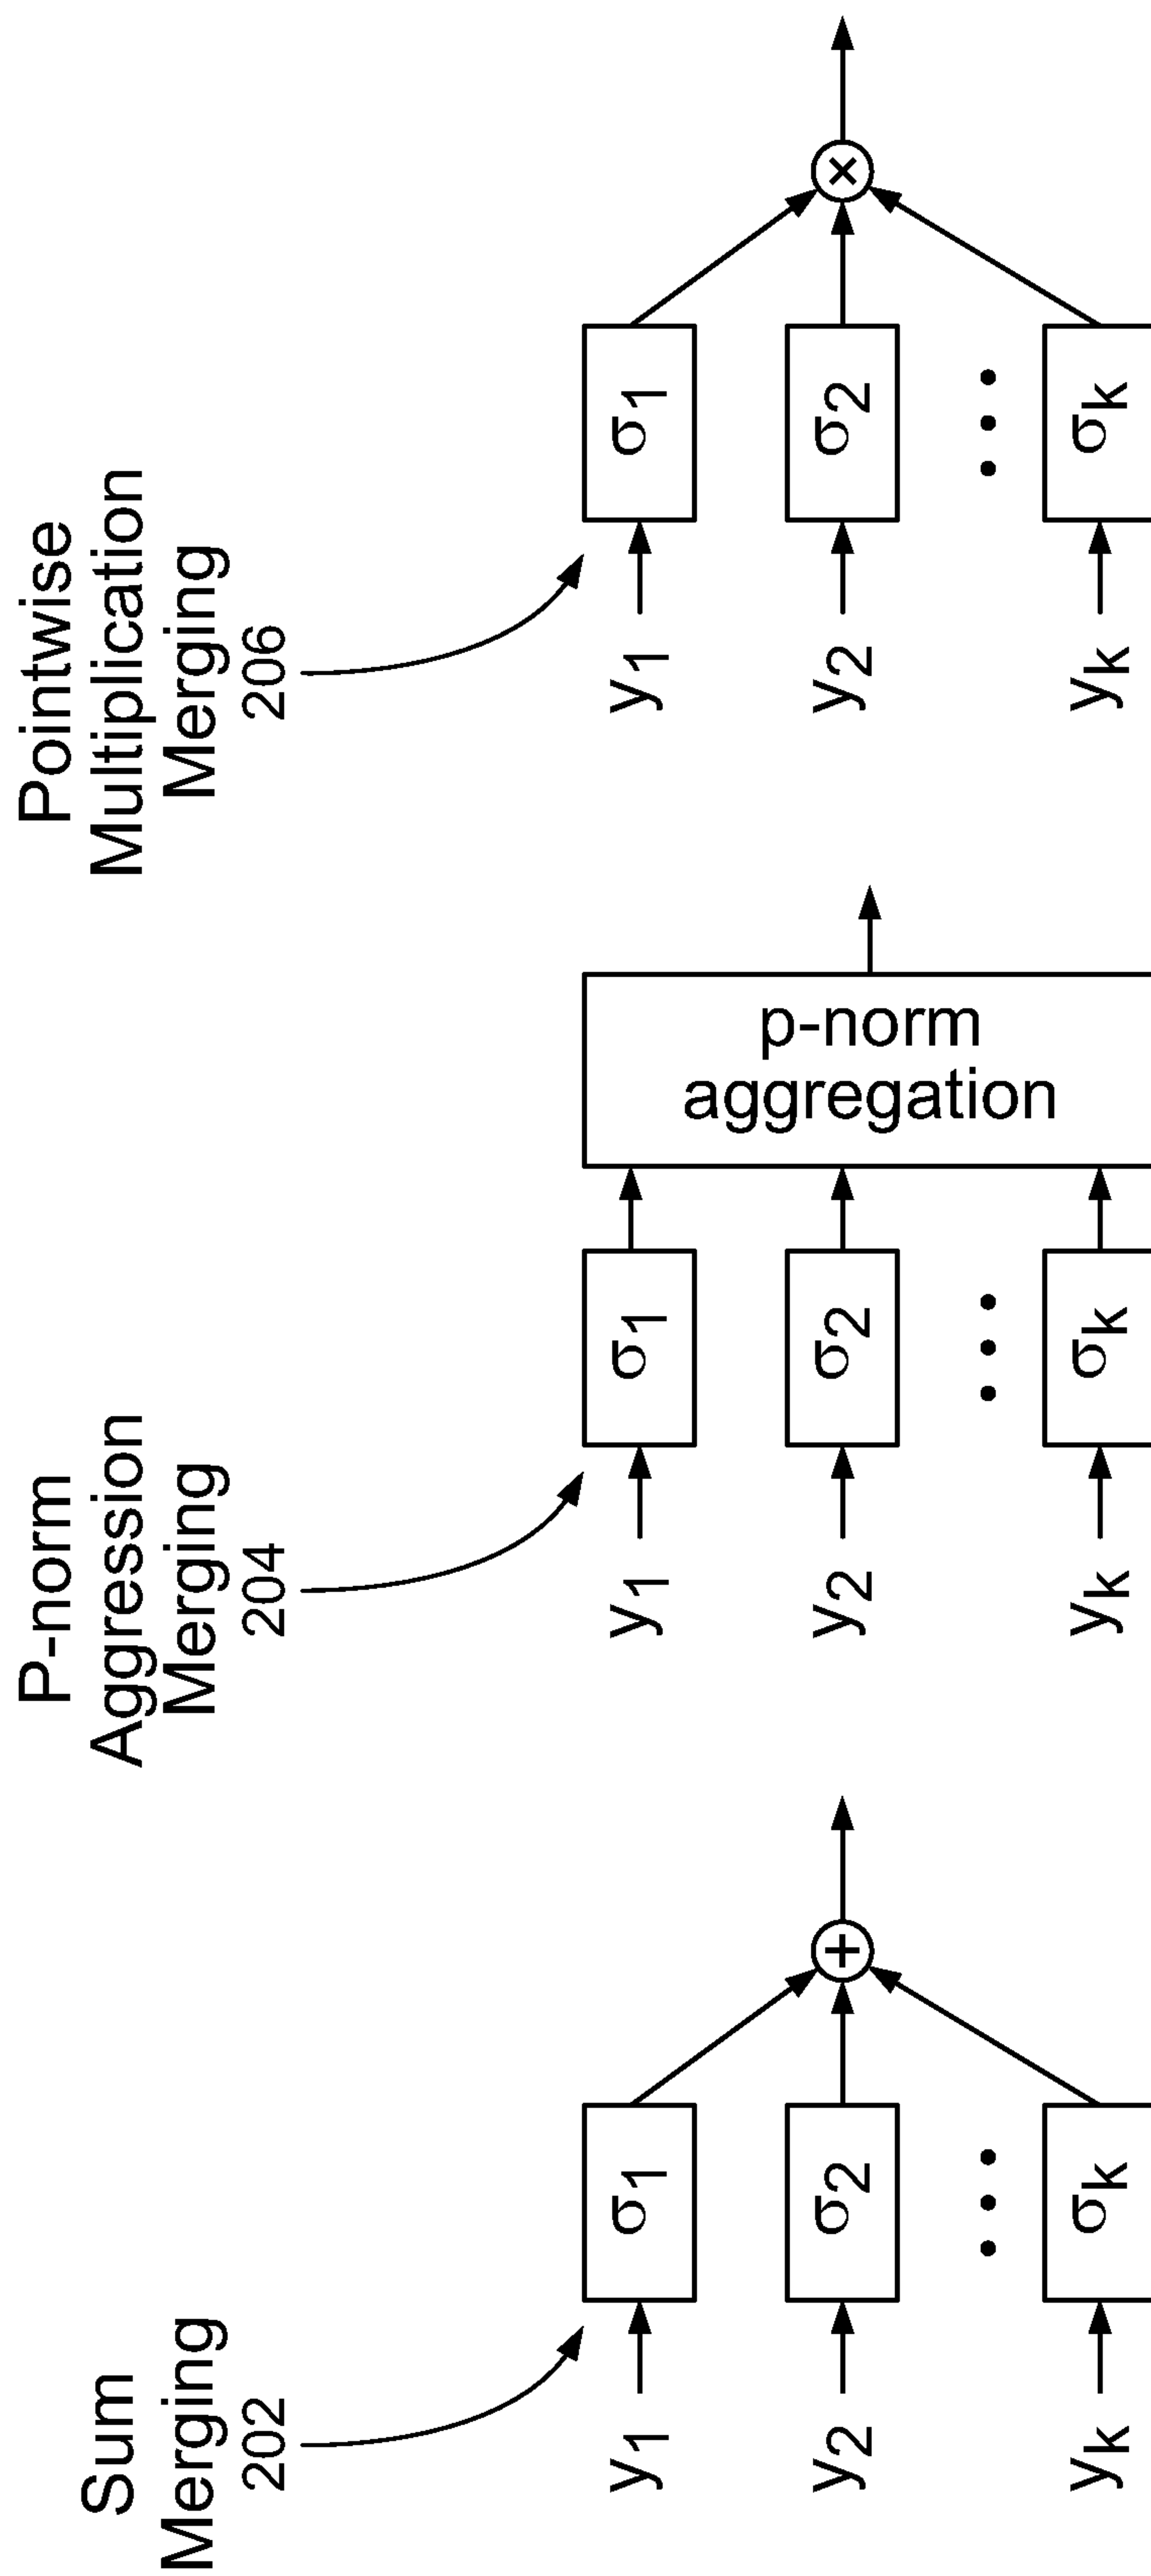 Sum
Merging
202
y1
σ1
y2
σ2
yk
σk
+
P-norm
Aggression
Merging
204
y1
σ1
y2
σ2
yk
σk
p-norm
aggregation
Pointwise
Multiplication
Merging
206
y1
σ1
y2
σ2
yk
σk
×